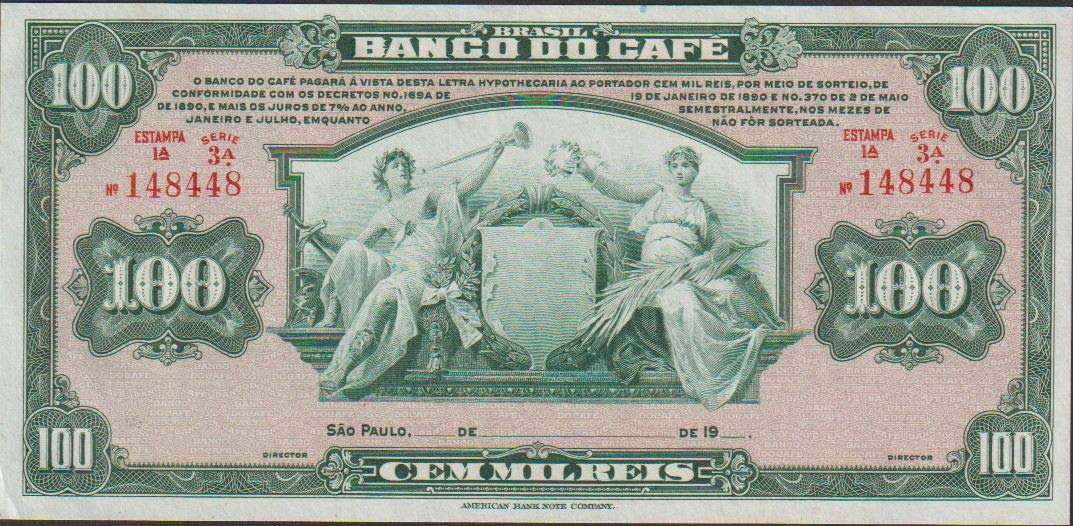 BRASIL
BANCO DO CAFÉ
100
100
O BANCO DO CAFÉ PAGARÁ Á VISTA DESTA LETRA HYPOTHECARIA AO PORTADOR CEM MIL REIS, POR MEIO DE SORTEIO, DE
CONFORMIDADE COM OS DECRETOS NO. 169A DE 19 DE JANEIRO DE 1890 E NO. 370 DE 2 DE MAIO
DE 1890, E MAIS OS JUROS DE 7% AO ANNO, SEMESTRALMENTE, NOS MEZES DE
JANEIRO E JULHO, EMQUANTO NÃO FÔR SORTEADA.
ESTAMPA SERIE
1A 3A
Nº 148448
ESTAMPA SERIE
1A 3A
Nº 148448
100
100
SÃO PAULO, DE DE 19 .
DIRECTOR
DIRECTOR
100
CEM MIL REIS
100
AMERICAN BANK NOTE COMPANY.